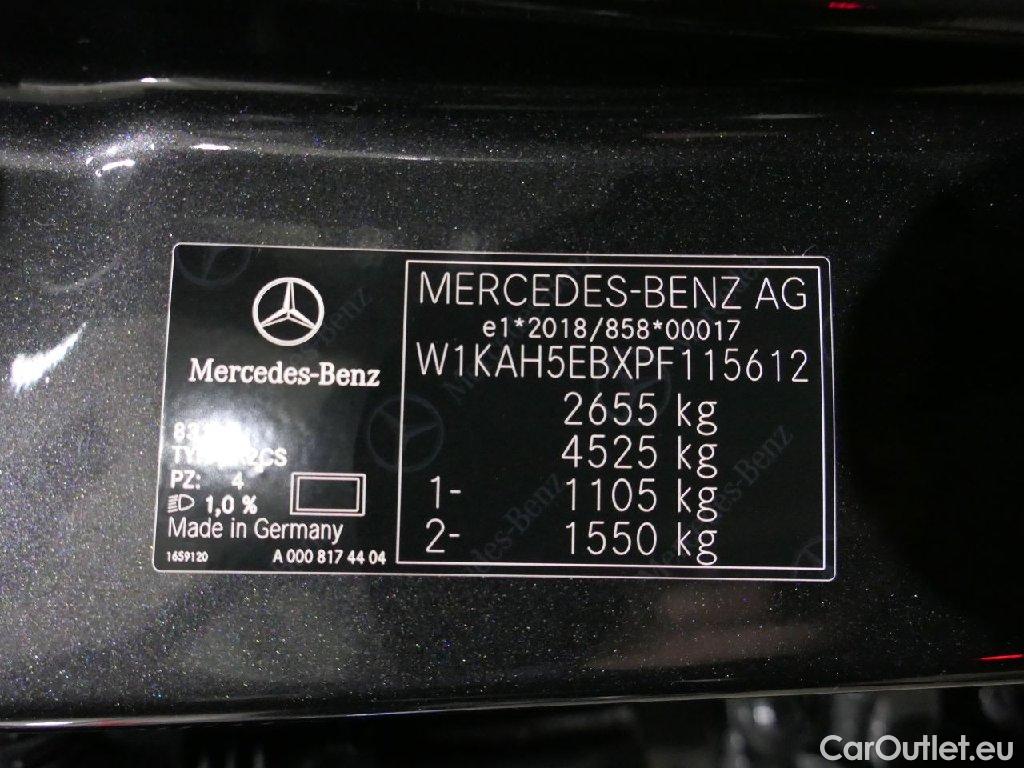 Mercedes-Benz
PZ: 4
1,0 %
Made in Germany
1659120
A 000 817 44 04
MERCEDES-BENZ AG
e1*2018/858*00017
W1KAH5EBXPF115612
2655 kg
4525 kg
1- 1105 kg
2- 1550 kg
CarOutlet.eu